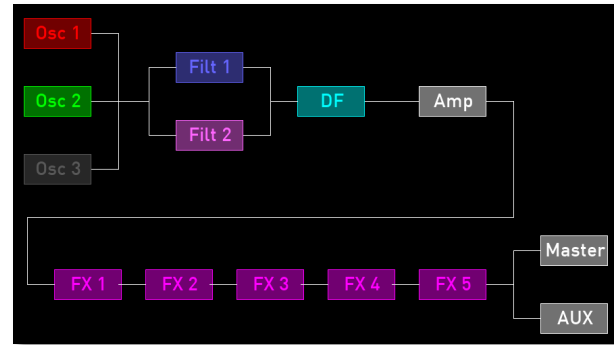 Osc 1
Filt 1
Osc 2
DF
Amp
Filt 2
Osc 3
Master
FX 1
FX 2
FX 3
FX 4
FX 5
AUX